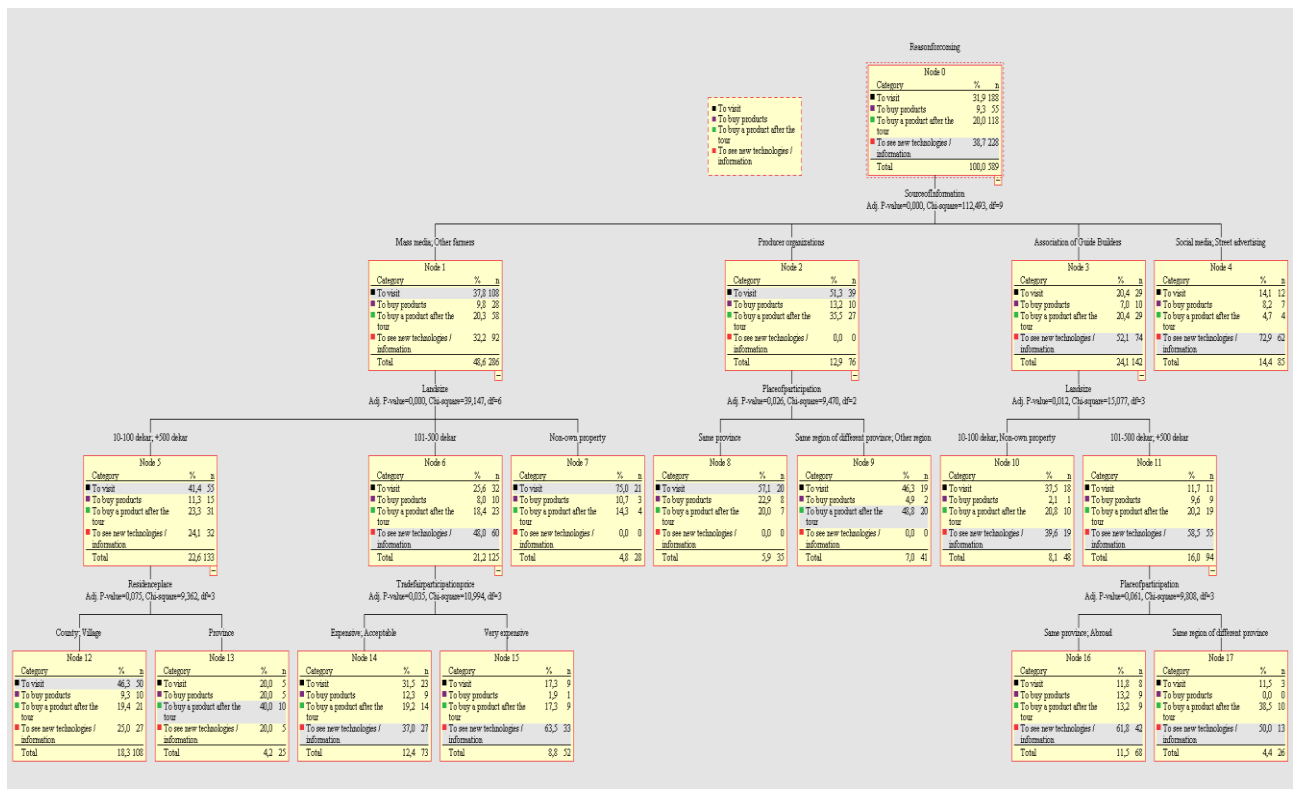 Reasonforcoming
Node 0
Category % n
To visit 31,9 188
To buy products 9,3 55
To buy a product after the 20,0 118
tour
To see new technologies / 38,7 228
information
Total 100,0 589
To visit
To buy products
To buy a product after the
tour
To see new technologies /
information
SourceofInformation
Adj. P-value=0,000, Chi-square=112,493, df=9
Mass media; Other farmers
Producer organizations
Association of Guide Builders
Social media; Street advertising
Node 1
Category % n
To visit 37,8 108
To buy products 9,8 28
To buy a product after the 20,3 58
tour
To see new technologies / 32,2 92
information
Total 48,6 286
Node 2
Category % n
To visit 51,3 39
To buy products 13,2 10
To buy a product after the 35,5 27
tour
To see new technologies / 0,0 0
information
Total 12,9 76
Node 3
Category % n
To visit 20,4 29
To buy products 7,0 10
To buy a product after the 20,4 29
tour
To see new technologies / 52,1 74
information
Total 24,1 142
Node 4
Category % n
To visit 14,1 12
To buy products 8,2 7
To buy a product after the 4,7 4
tour
To see new technologies / 72,9 62
information
Total 14,4 85
Landsize
Adj. P-value=0,000, Chi-square=39,147, df=6
Placeofparticipation
Adj. P-value=0,026, Chi-square=9,470, df=2
Landsize
Adj. P-value=0,012, Chi-square=15,077, df=3
10-100 dekar; +500 dekar
101-500 dekar
Non-own property
Same province
Same region of different province; Other region
10-100 dekar; Non-own property
101-500 dekar; +500 dekar
Node 5
Category % n
To visit 41,4 55
To buy products 11,3 15
To buy a product after the 23,3 31
tour
To see new technologies / 24,1 32
information
Total 22,6 133
Node 6
Category % n
To visit 25,6 32
To buy products 8,0 10
To buy a product after the 18,4 23
tour
To see new technologies / 48,0 60
information
Total 21,2 125
Node 7
Category % n
To visit 75,0 21
To buy products 10,7 3
To buy a product after the 14,3 4
tour
To see new technologies / 0,0 0
information
Total 4,8 28
Node 8
Category % n
To visit 57,1 20
To buy products 22,9 8
To buy a product after the 20,0 7
tour
To see new technologies / 0,0 0
information
Total 5,9 35
Node 9
Category % n
To visit 46,3 19
To buy products 4,9 2
To buy a product after the 48,8 20
tour
To see new technologies / 0,0 0
information
Total 7,0 41
Node 10
Category % n
To visit 37,5 18
To buy products 2,1 1
To buy a product after the 20,8 10
tour
To see new technologies / 39,6 19
information
Total 8,1 48
Node 11
Category % n
To visit 11,7 11
To buy products 9,6 9
To buy a product after the 20,2 19
tour
To see new technologies / 58,5 55
information
Total 16,0 94
Residenceplace
Adj. P-value=0,075, Chi-square=9,362, df=3
Tradefairparticipationprice
Adj. P-value=0,035, Chi-square=10,994, df=3
Placeofparticipation
Adj. P-value=0,061, Chi-square=9,808, df=3
County; Village
Province
Expensive; Acceptable
Very expensive
Same province; Abroad
Same region of different province
Node 12
Category % n
To visit 46,3 50
To buy products 9,3 10
To buy a product after the 19,4 21
tour
To see new technologies / 25,0 27
information
Total 18,3 108
Node 13
Category % n
To visit 20,0 5
To buy products 20,0 5
To buy a product after the 40,0 10
tour
To see new technologies / 20,0 5
information
Total 4,2 25
Node 14
Category % n
To visit 31,5 23
To buy products 12,3 9
To buy a product after the 19,2 14
tour
To see new technologies / 37,0 27
information
Total 12,4 73
Node 15
Category % n
To visit 17,3 9
To buy products 1,9 1
To buy a product after the 17,3 9
tour
To see new technologies / 63,5 33
information
Total 8,8 52
Node 16
Category % n
To visit 11,8 8
To buy products 13,2 9
To buy a product after the 13,2 9
tour
To see new technologies / 61,8 42
information
Total 11,5 68
Node 17
Category % n
To visit 11,5 3
To buy products 0,0 0
To buy a product after the 38,5 10
tour
To see new technologies / 50,0 13
information
Total 4,4 26